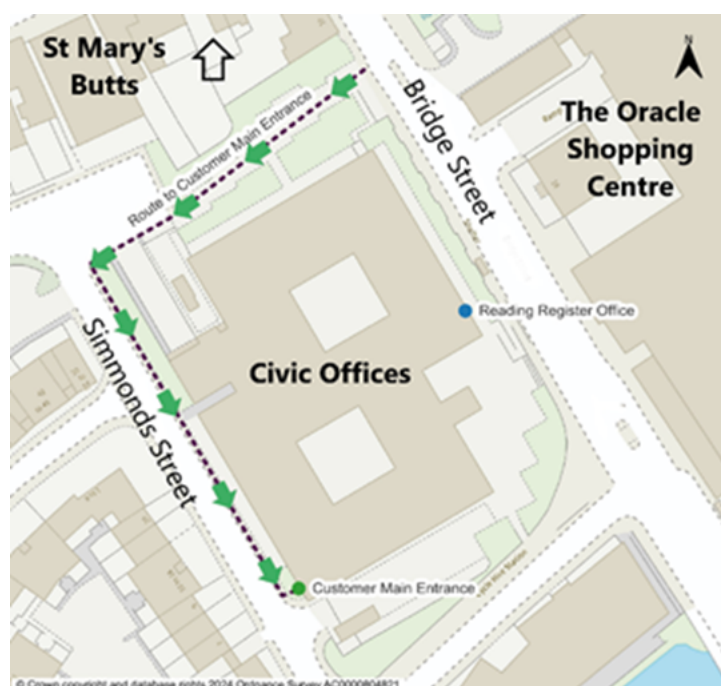 St Mary's
Butts
N
The Oracle
Shopping
Centre
Bridge Street
Route to Customer Main Entrance
Reading Register Office
Civic Offices
Simmonds Street
Customer Main Entrance
© Crown copyright and database rights 2024 Ordnance Survey AC0000804821